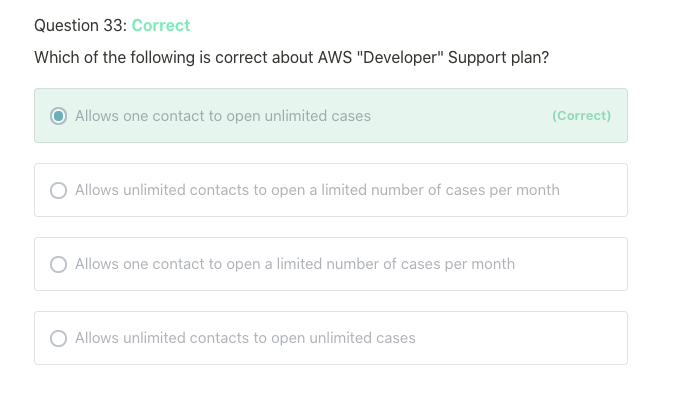 Question 33: Correct
Which of the following is correct about AWS "Developer" Support plan?
Allows one contact to open unlimited cases (Correct)
Allows unlimited contacts to open a limited number of cases per month
Allows one contact to open a limited number of cases per month
Allows unlimited contacts to open unlimited cases